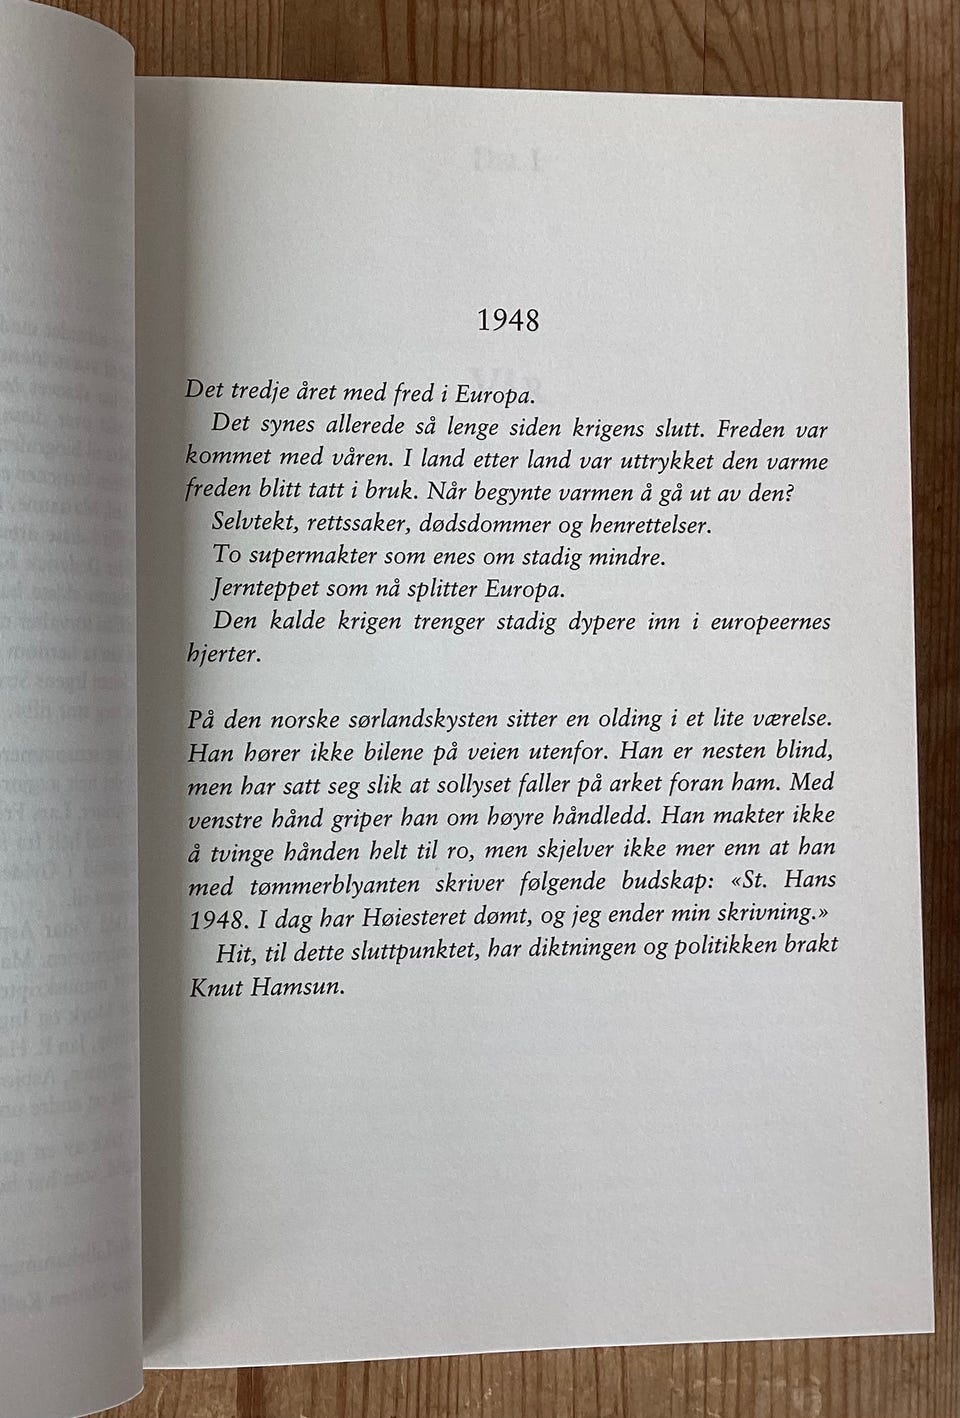 1948
Det tredje året med fred i Europa.
Det synes allerede så lenge siden krigens slutt. Freden var
kommet med våren. I land etter land var uttrykket den varme
freden blitt tatt i bruk. Når begynte varmen å gå ut av den?
Selvtekt, rettssaker, dødsdommer og henrettelser.
To supermakter som enes om stadig mindre.
Jernteppet som nå splitter Europa.
Den kalde krigen trenger stadig dypere inn i europeernes
hjerter.
På den norske sørlandskysten sitter en olding i et lite værelse.
Han hører ikke bilene på veien utenfor. Han er nesten blind,
men har satt seg slik at sollyset faller på arket foran ham. Med
venstre hånd griper han om høyre håndledd. Han makter ikke
å tvinge hånden helt til ro, men skjelver ikke mer enn at han
med tømmerblyanten skriver følgende budskap: «St. Hans
1948. I dag har Høiesteret dømt, og jeg ender min skrivning.»
Hit, til dette sluttpunktet, har diktningen og politikken brakt
Knut Hamsun.